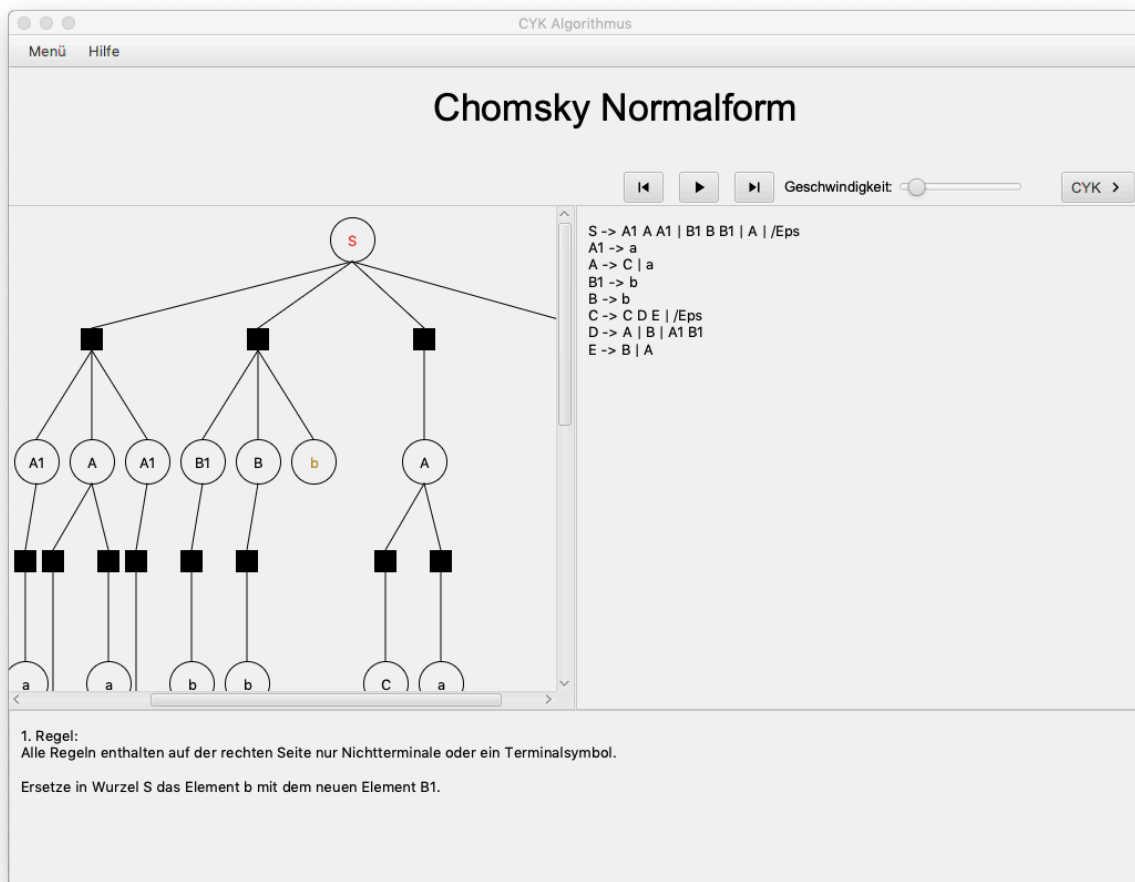 CYK Algorithmus
Menü Hilfe
Chomsky Normalform
Geschwindigkeit: CYK >
S
A1 A A1 B1 B b A
a a b b C a
S -> A1 A A1 | B1 B B1 | A | /Eps
A1 -> a
A -> C | a
B1 -> b
B -> b
C -> C D E | /Eps
D -> A | B | A1 B1
E -> B | A
1. Regel:
Alle Regeln enthalten auf der rechten Seite nur Nichtterminale oder ein Terminalsymbol.
Ersetze in Wurzel S das Element b mit dem neuen Element B1.